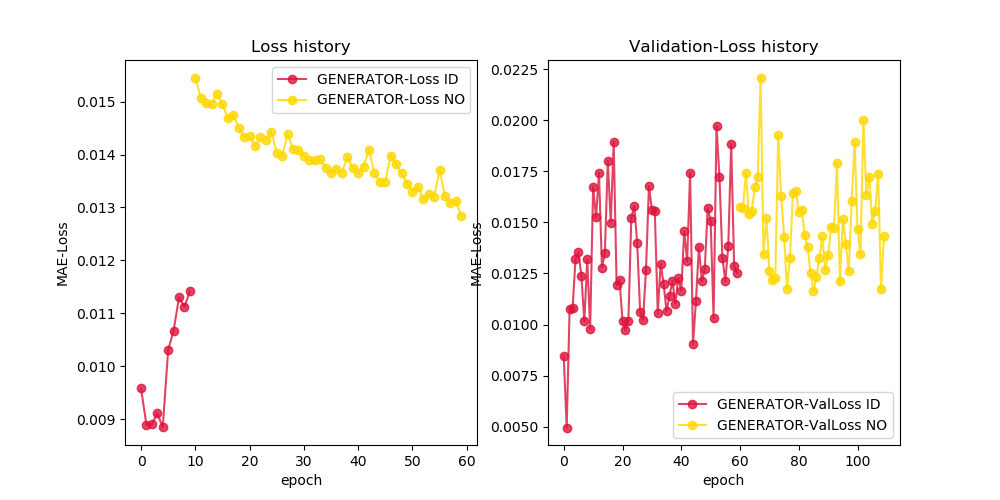 Loss history
GENERATOR-Loss ID
GENERATOR-Loss NO
0.015
0.014
0.013
0.012
0.011
0.010
0.009
MAE-Loss
0 10 20 30 40 50 60
epoch
Validation-Loss history
0.0225
0.0200
0.0175
0.0150
0.0125
0.0100
0.0075
0.0050
MAE-Loss
GENERATOR-ValLoss ID
GENERATOR-ValLoss NO
0 20 40 60 80 100
epoch